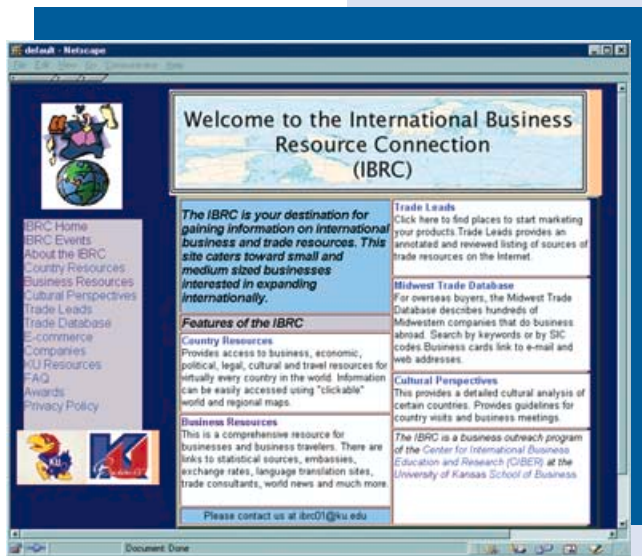 default - Netscape
File Edit View Go Communicator Help
Welcome to the International Business
Resource Connection
(IBRC)
IBRC Home
IBRC Events
About the IBRC
Country Resources
Business Resources
Cultural Perspectives
Trade Leads
Trade Database
E-commerce
Companies
KU Resources
FAQ
Awards
Privacy Policy
KU
The IBRC is your destination for
gaining information on international
business and trade resources. This
site caters toward small and
medium sized businesses
interested in expanding
internationally.
Features of the IBRC
Country Resources
Provides access to business, economic,
political, legal, cultural and travel resources for
virtually every country in the world. Information
can be easily accessed using "clickable"
world and regional maps.
Business Resources
This is a comprehensive resource for
businesses and business travelers. There are
links to statistical sources, embassies,
exchange rates, language translation sites,
trade consultants, world news and much more.
Please contact us at ibrc01@ku.edu
Trade Leads
Click here to find places to start marketing
your products.Trade Leads provides an
annotated and reviewed listing of sources of
trade resources on the Internet.
Midwest Trade Database
For overseas buyers, the Midwest Trade
Database describes hundreds of
Midwestern companies that do business
abroad. Search by keywords or by SIC
codes.Business cards link to e-mail and
web addresses.
Cultural Perspectives
This provides a detailed cultural analysis of
certain countries. Provides guidelines for
country visits and business meetings.
The IBRC is a business outreach program
of the Center for International Business
Education and Research (CIBER) at the
University of Kansas School of Business
Document: Done